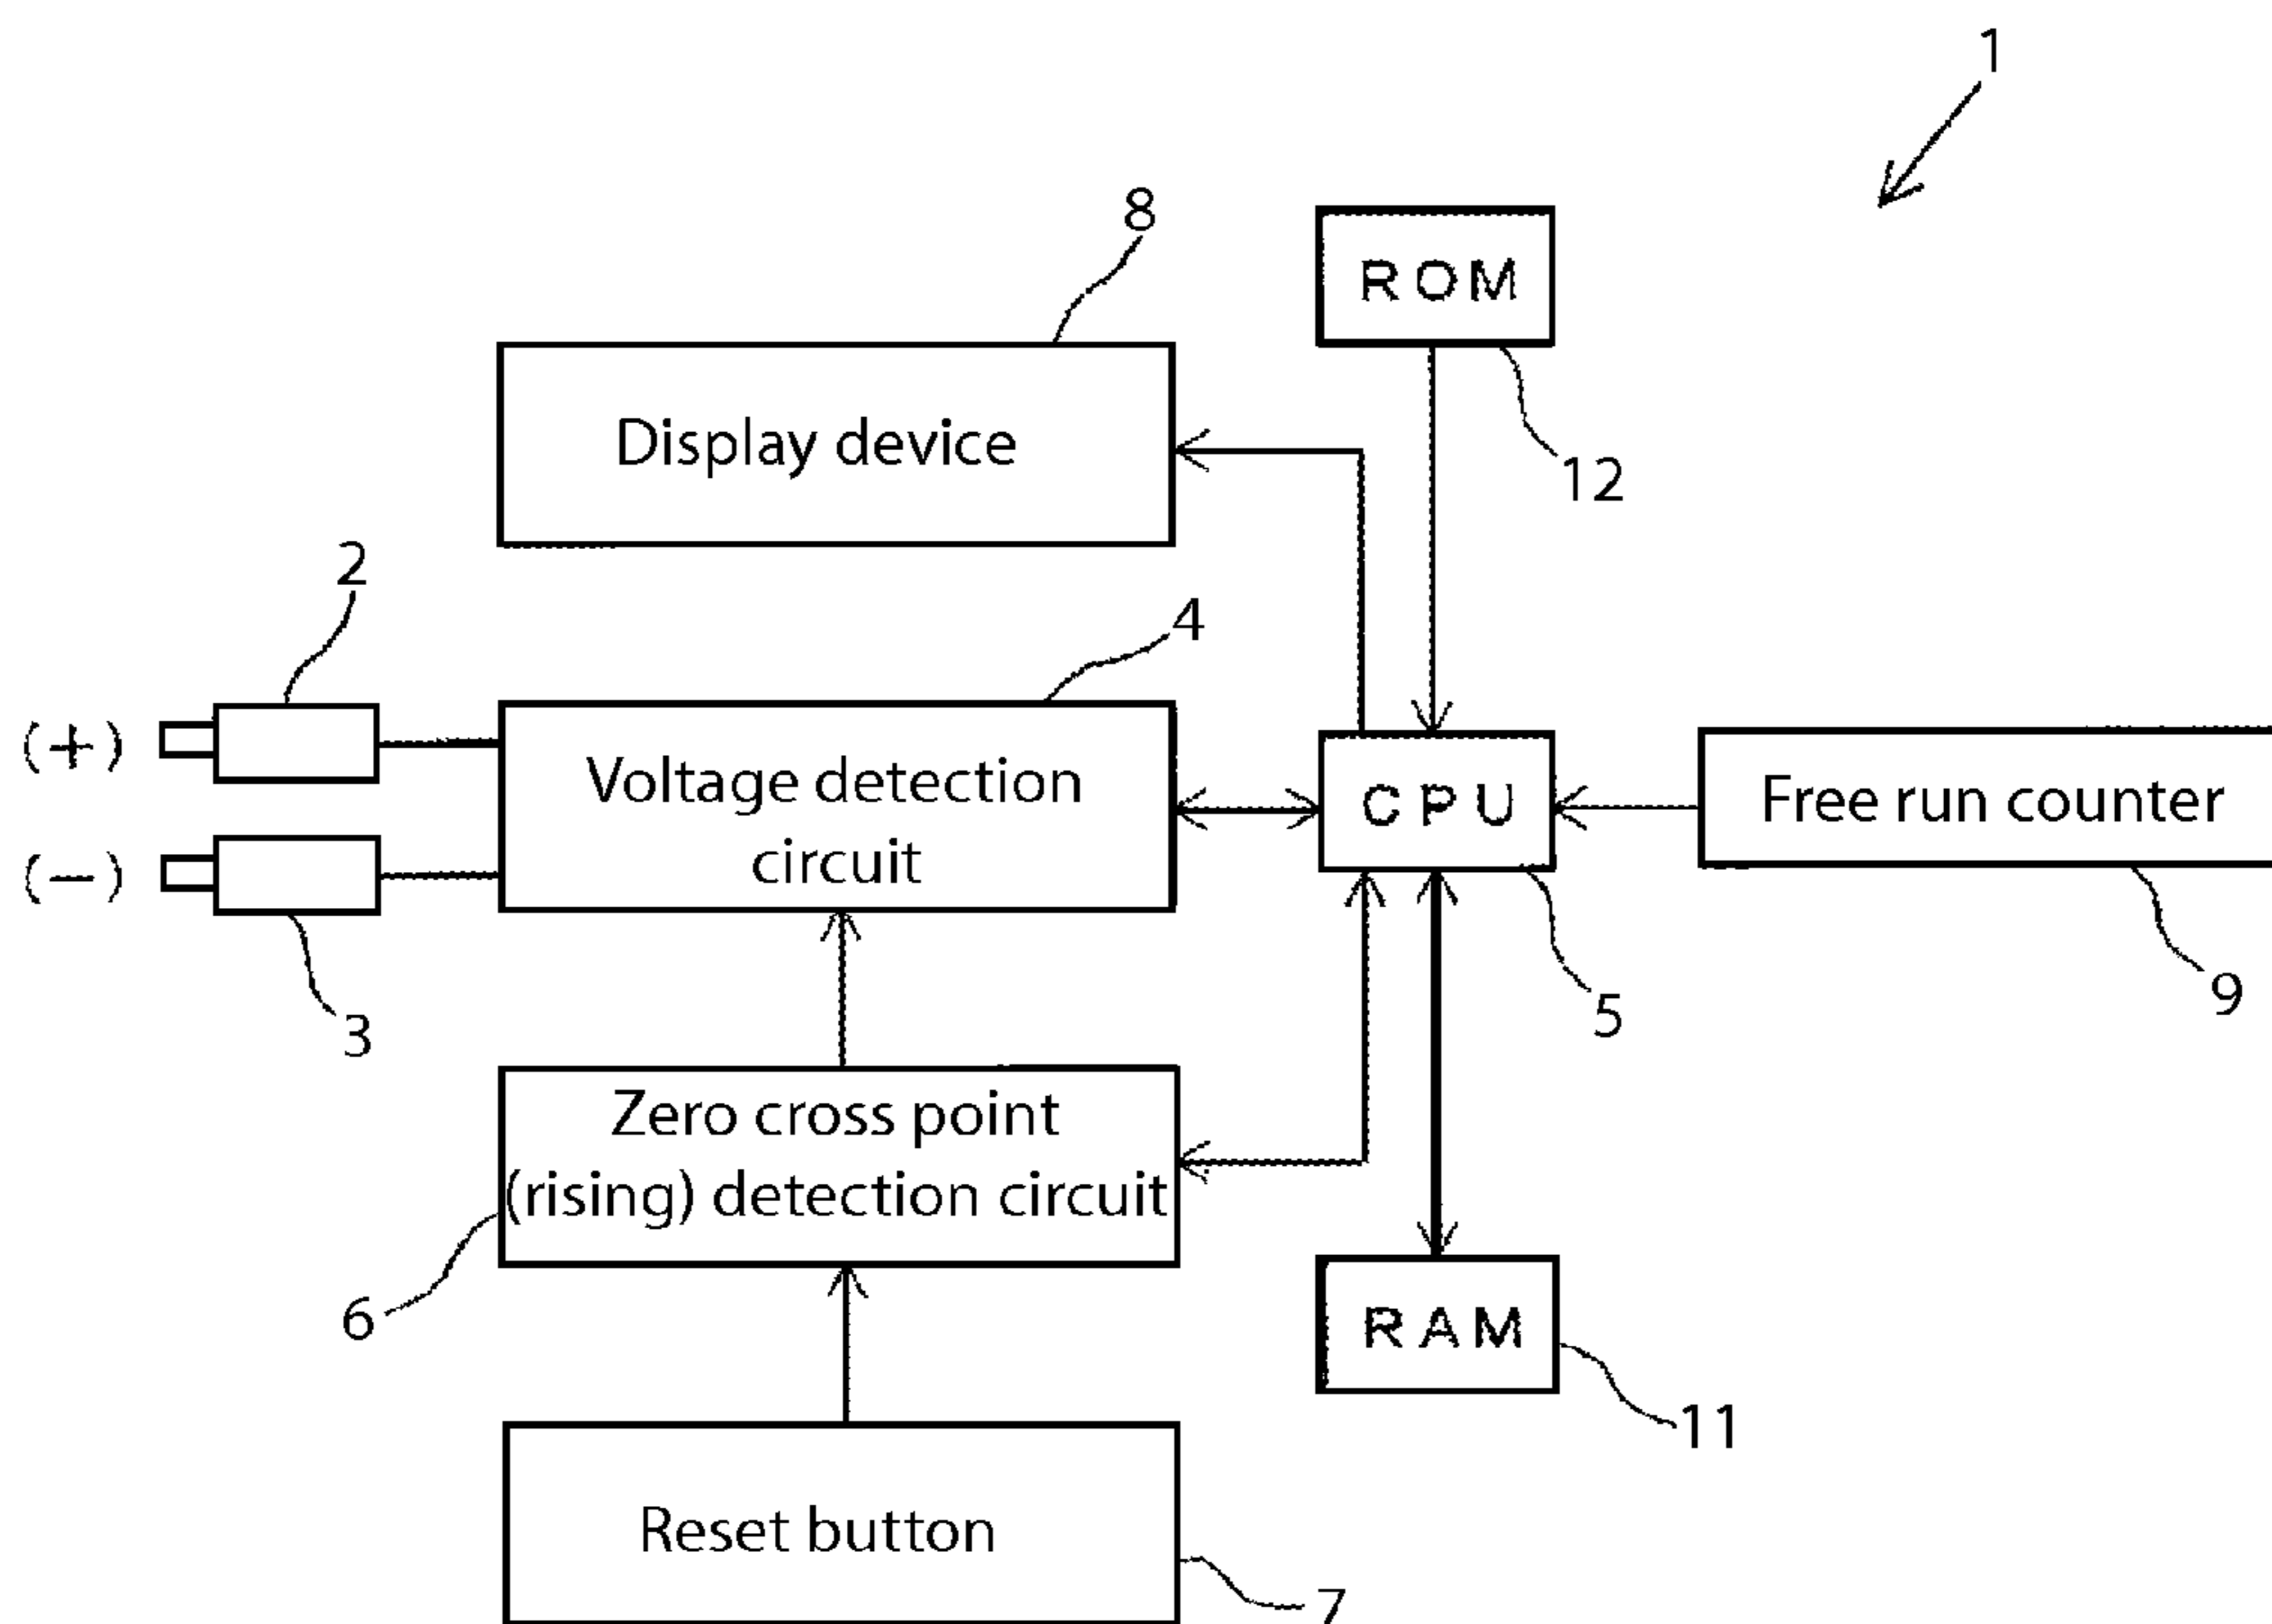 1
8
ROM
Display device
12
2
4
(+)
Voltage detection
circuit
CPU
Free run counter
(−)
3
5
9
Zero cross point
(rising) detection circuit
6
RAM
11
Reset button
7